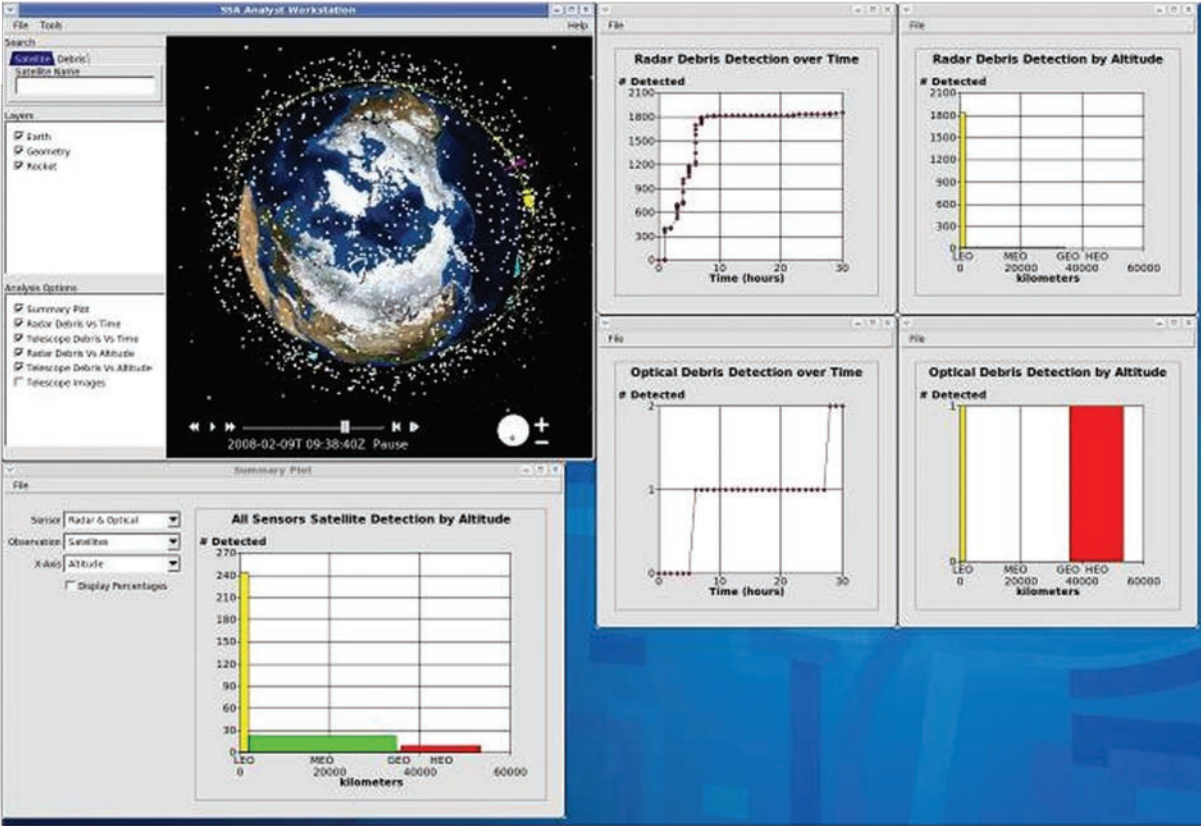 SSA Analyst Workstation
File Tools Help
Search
Satellite Debris
Satellite Name
Layers
Earth
Geometry
Rocket
Analysis Options
Summary Plot
Radar Debris Vs Time
Telescope Debris Vs Time
Radar Debris Vs Altitude
Telescope Debris Vs Altitude
Telescope Images
2008-02-09T 09:38:40Z Pause
File
Radar Debris Detection over Time
# Detected
2100
1800
1500
1200
900
600
300
0
0 10 20 30
Time (hours)
File
Radar Debris Detection by Altitude
# Detected
2100
1800
1500
1200
900
600
300
0
LEO MEO GEO HEO
0 20000 40000 60000
kilometers
File
Optical Debris Detection over Time
# Detected
2
1
0
0 10 20 30
Time (hours)
File
Optical Debris Detection by Altitude
# Detected
1
0
LEO MEO GEO HEO
0 20000 40000 60000
kilometers
Summary Plot
File
Sensor Radar & Optical
Observation Satellites
X-Axis Altitude
Display Percentages
All Sensors Satellite Detection by Altitude
# Detected
270
240
210
180
150
120
90
60
30
0
LEO MEO GEO HEO
0 20000 40000 60000
kilometers